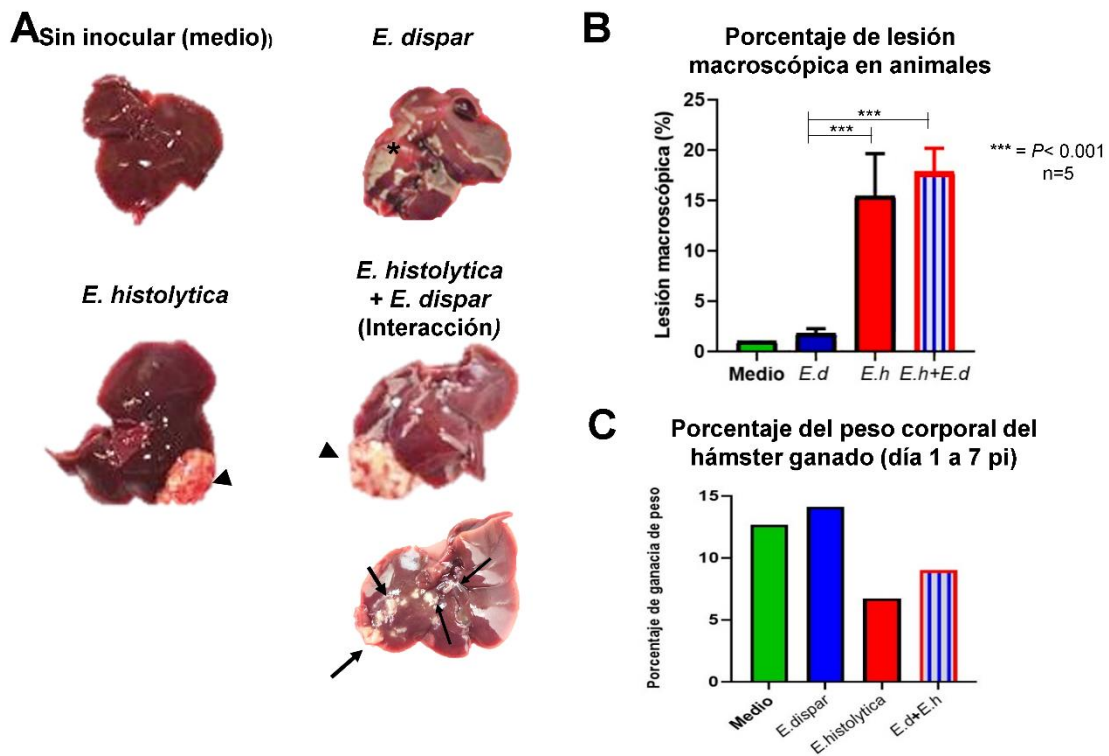 A
Sin inocular (medio))
E. dispar
*
E. histolytica
E. histolytica
+ E. dispar
(Interacción)
B
Porcentaje de lesión
macroscópica en animales
Lesión macroscópica (%)
25
20
15
10
5
0
***
***
*** = P< 0.001
n=5
Medio
E.d
E.h
E.h+E.d
C
Porcentaje del peso corporal del
hámster ganado (día 1 a 7 pi)
Porcentaje de ganacia de peso
15
10
5
0
Medio
E.dispar
E.histolytica
E.d+E.h